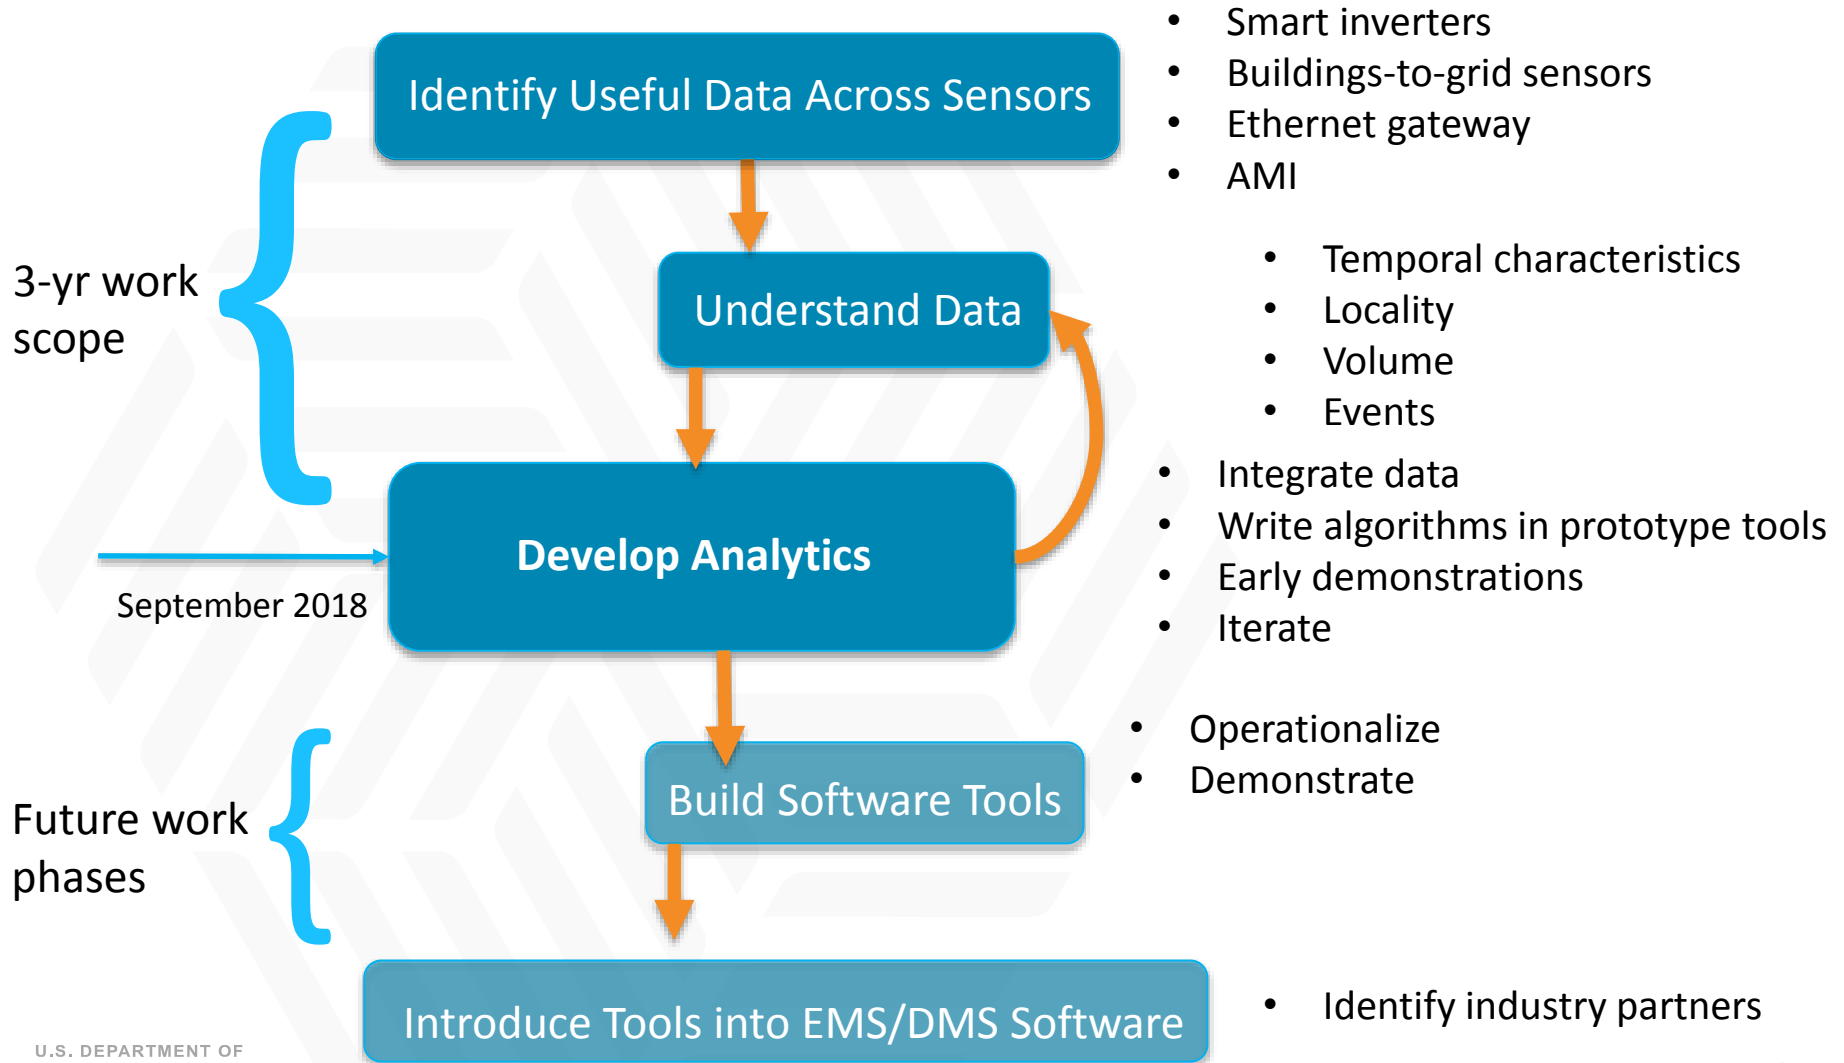 Identify Useful Data Across Sensors
• Smart inverters
• Buildings-to-grid sensors
• Ethernet gateway
• AMI
3-yr work
scope
Understand Data
• Temporal characteristics
• Locality
• Volume
• Events
Develop Analytics
September 2018
• Integrate data
• Write algorithms in prototype tools
• Early demonstrations
• Iterate
Future work
phases
Build Software Tools
• Operationalize
• Demonstrate
Introduce Tools into EMS/DMS Software
• Identify industry partners
U.S. DEPARTMENT OF